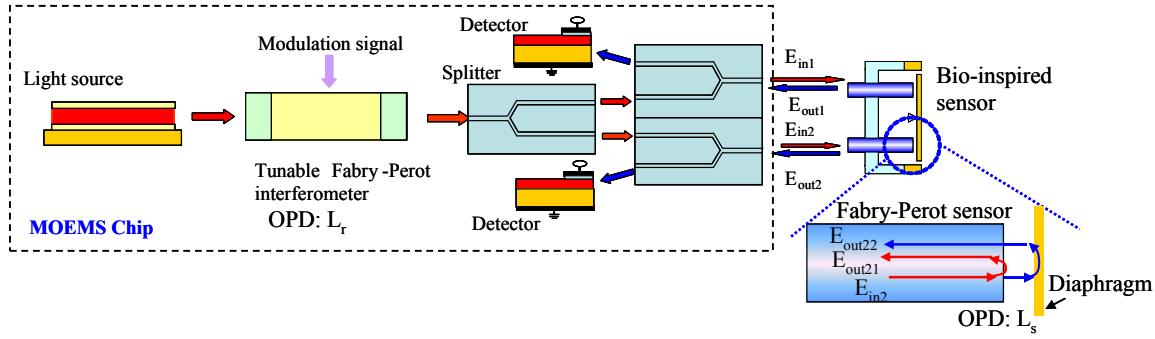 Light source
Modulation signal
Tunable Fabry-Perot
interferometer
OPD: Lr
MOEMS Chip
Splitter
Detector
Detector
Ein1
Eout1
Ein2
Eout2
Bio-inspired
sensor
Fabry-Perot sensor
Eout22
Eout21
Ein2
Diaphragm
OPD: Ls